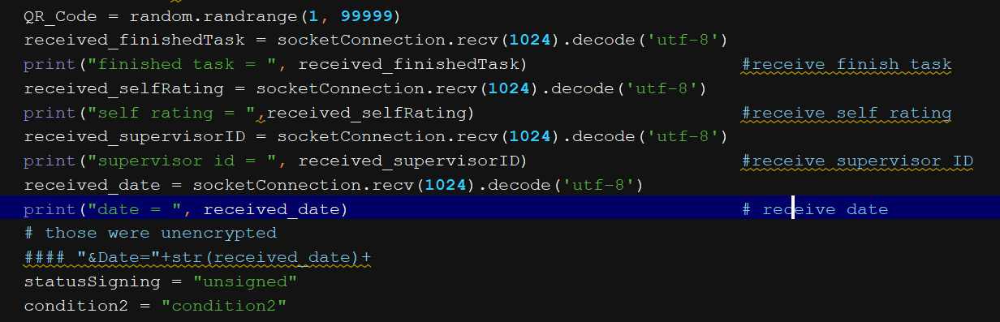 QR_Code = random.randrange(1, 99999)
received_finishedTask = socketConnection.recv(1024).decode('utf-8')
print("finished task = ", received_finishedTask) #receive finish task
received_selfRating = socketConnection.recv(1024).decode('utf-8')
print("self rating = ",received_selfRating) #receive self rating
received_supervisorID = socketConnection.recv(1024).decode('utf-8')
print("supervisor id = ", received_supervisorID) #receive supervisor ID
received_date = socketConnection.recv(1024).decode('utf-8')
print("date = ", received_date) # receive date
# those were unencrypted
#### "&Date="+str(received_date)+
statusSigning = "unsigned"
condition2 = "condition2"